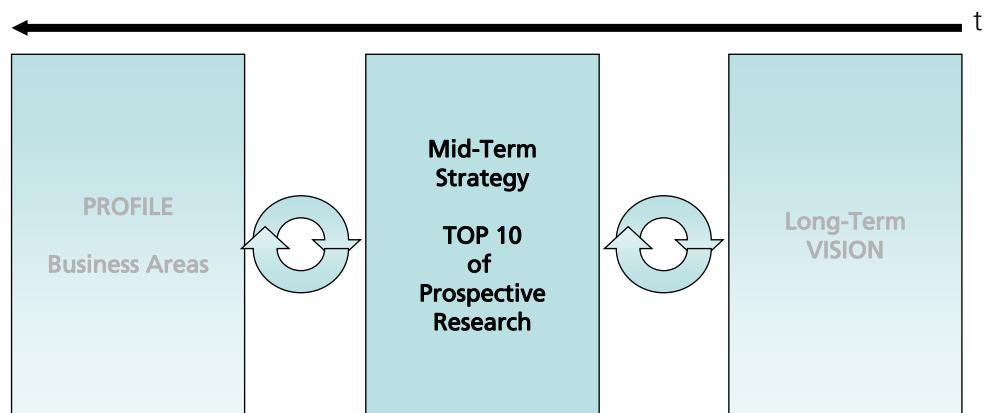 t
PROFILE
Business Areas
Mid-Term
Strategy
TOP 10
of
Prospective
Research
Long-Term
VISION